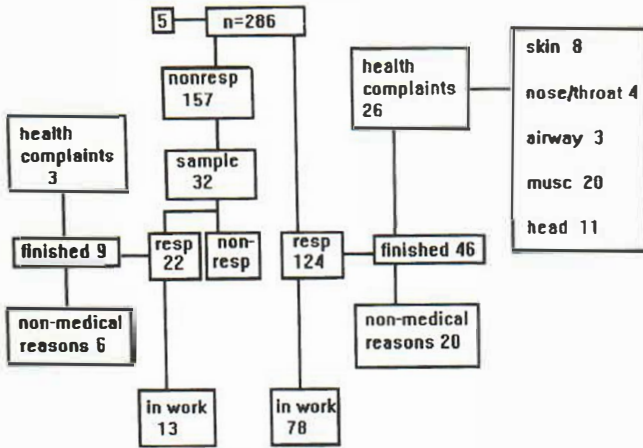 5
n=286
nonresp
157
sample
32
resp
22
non-
resp
health
complaints
3
finished 9
non-medical
reasons 6
in work
13
resp
124
finished 46
health
complaints
26
non-medical
reasons 20
in work
78
skin 8
nose/throat 4
airway 3
musc 20
head 11